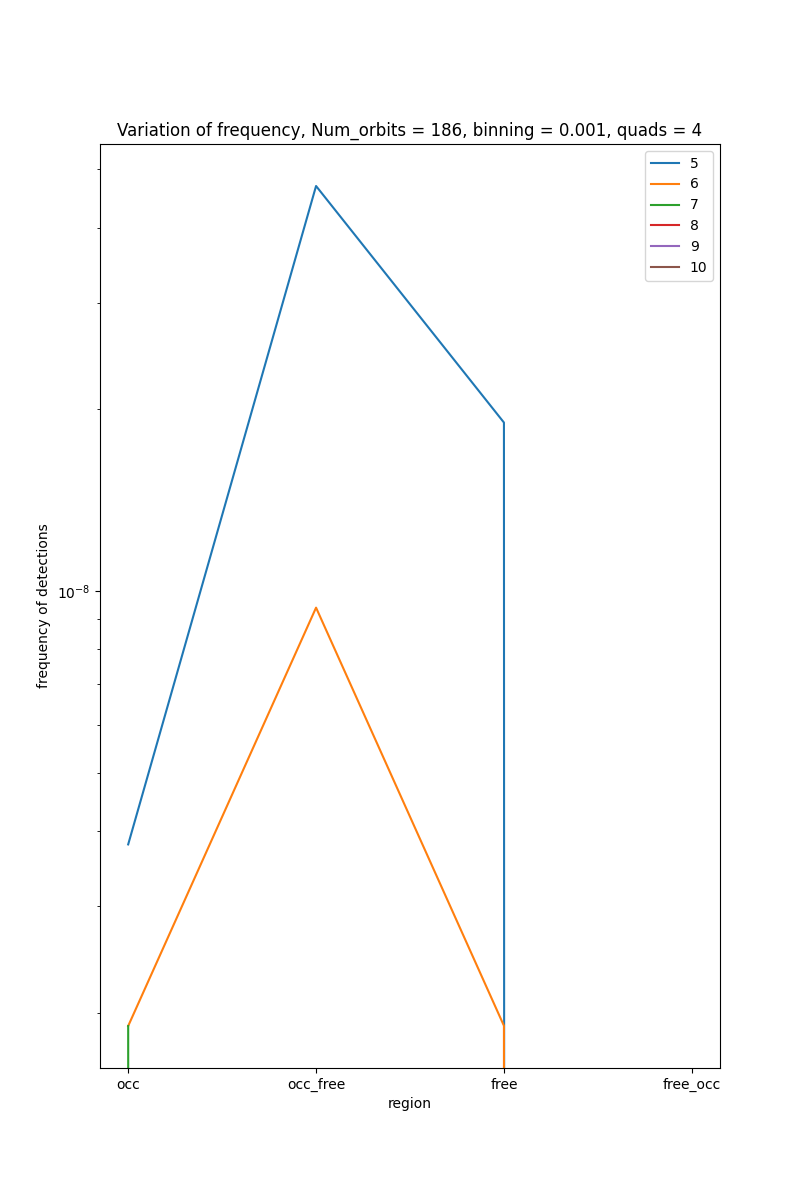 Variation of frequency, Num_orbits = 186, binning = 0.001, quads = 4
5
6
7
8
9
10
frequency of detections
10⁻⁸
occ
occ_free
free
free_occ
region